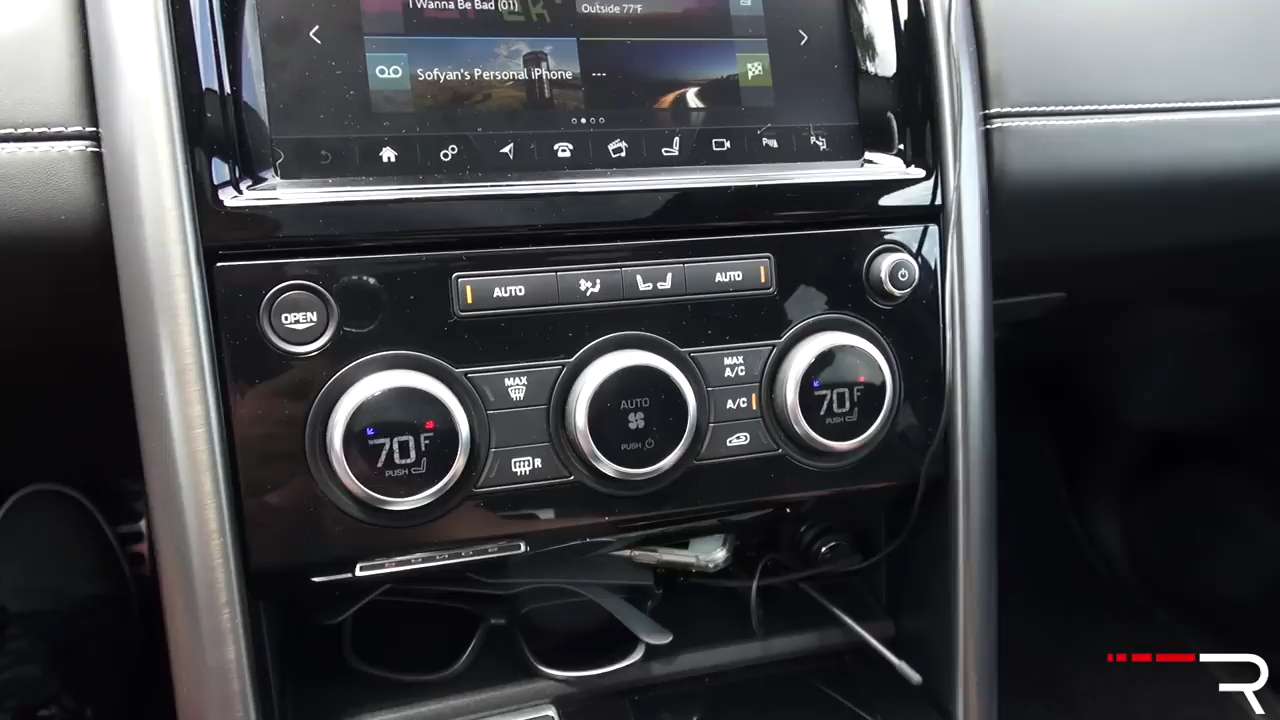 I Wanna Be Bad (01)
Outside 77°F
Sofyan's Personal iPhone
---
AUTO
AUTO
OPEN
MAX
MAX
A/C
A/C
R
70°F
PUSH
AUTO
PUSH
70°F
PUSH
R